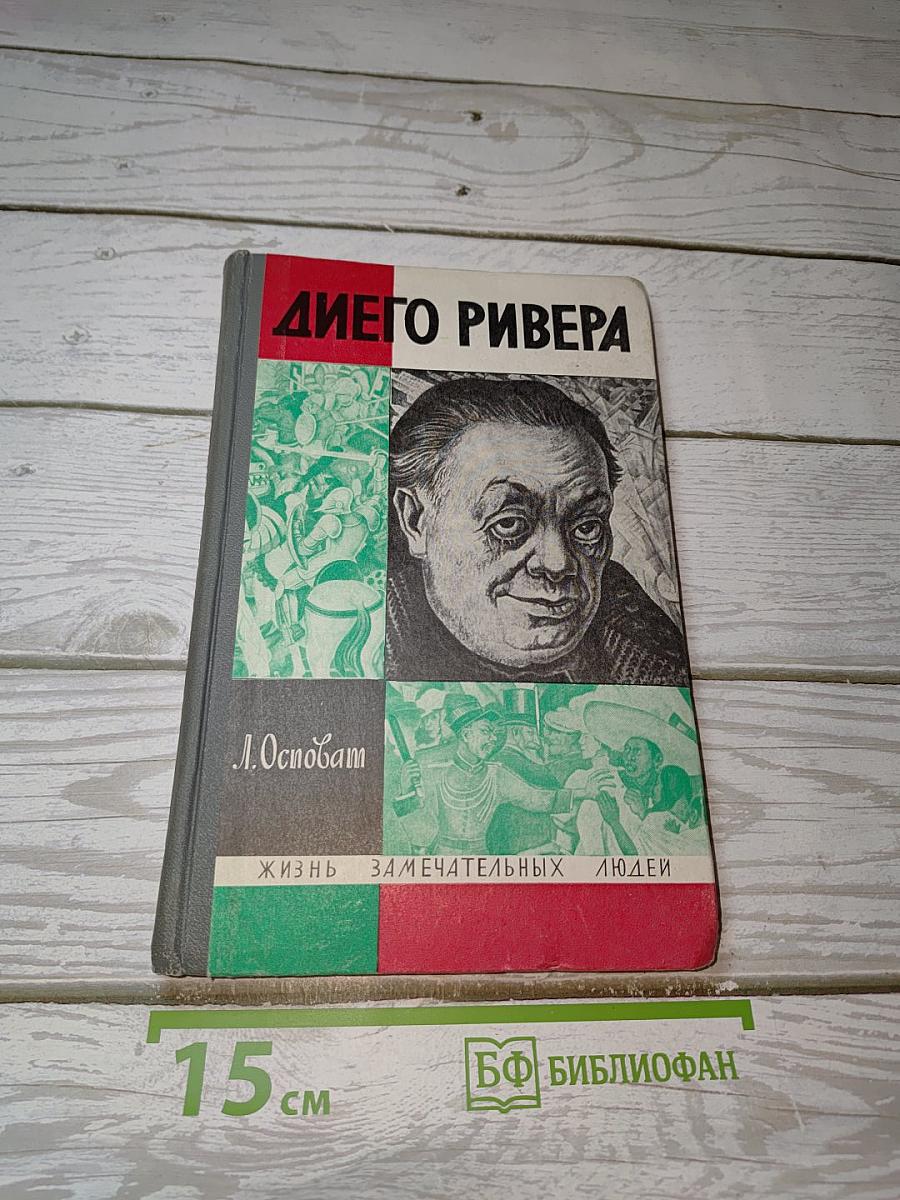 ДИЕГО РИВЕРА
Л. Осповат
ЖИЗНЬ ЗАМЕЧАТЕЛЬНЫХ ЛЮДЕЙ
15 см
БФ БИБЛИОФАН